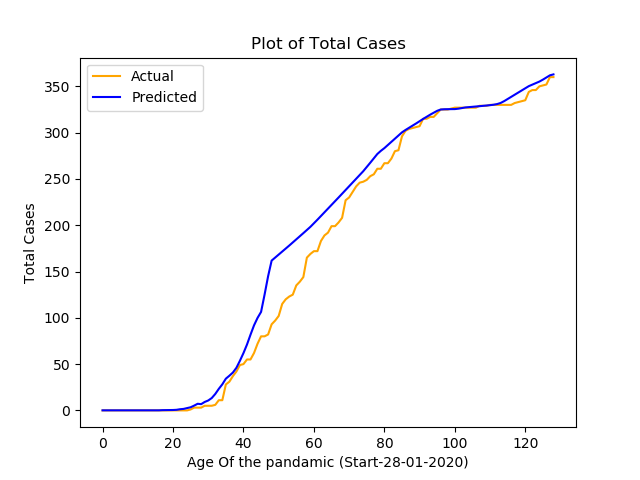 Plot of Total Cases
Actual
Predicted
350
300
250
200
150
100
50
0
Total Cases
0 20 40 60 80 100 120
Age Of the pandamic (Start-28-01-2020)